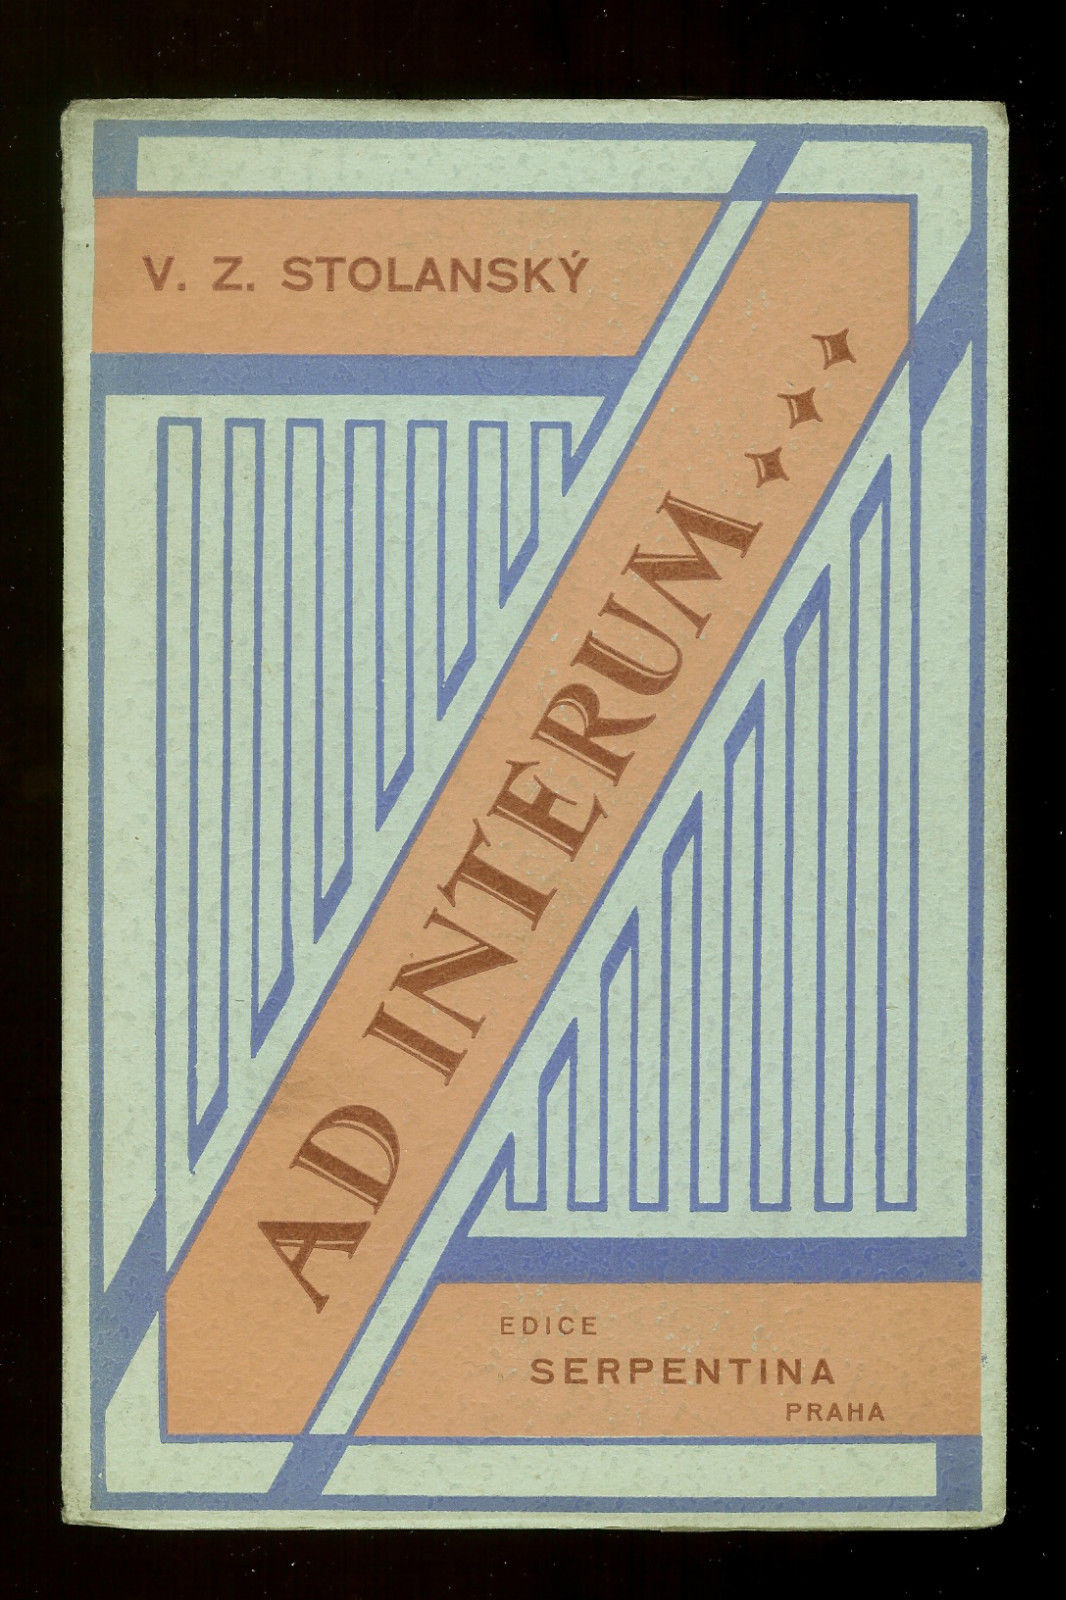 V. Z. STOLANSKÝ
AD INTERUM...
EDICE
SERPENTINA
PRAHA